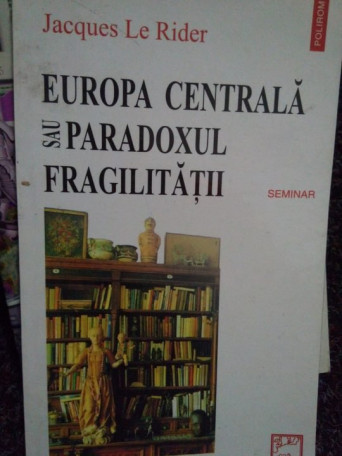 Jacques Le Rider
POLIROM
EUROPA CENTRALĂ
SAU PARADOXUL
FRAGILITĂȚII
SEMINAR